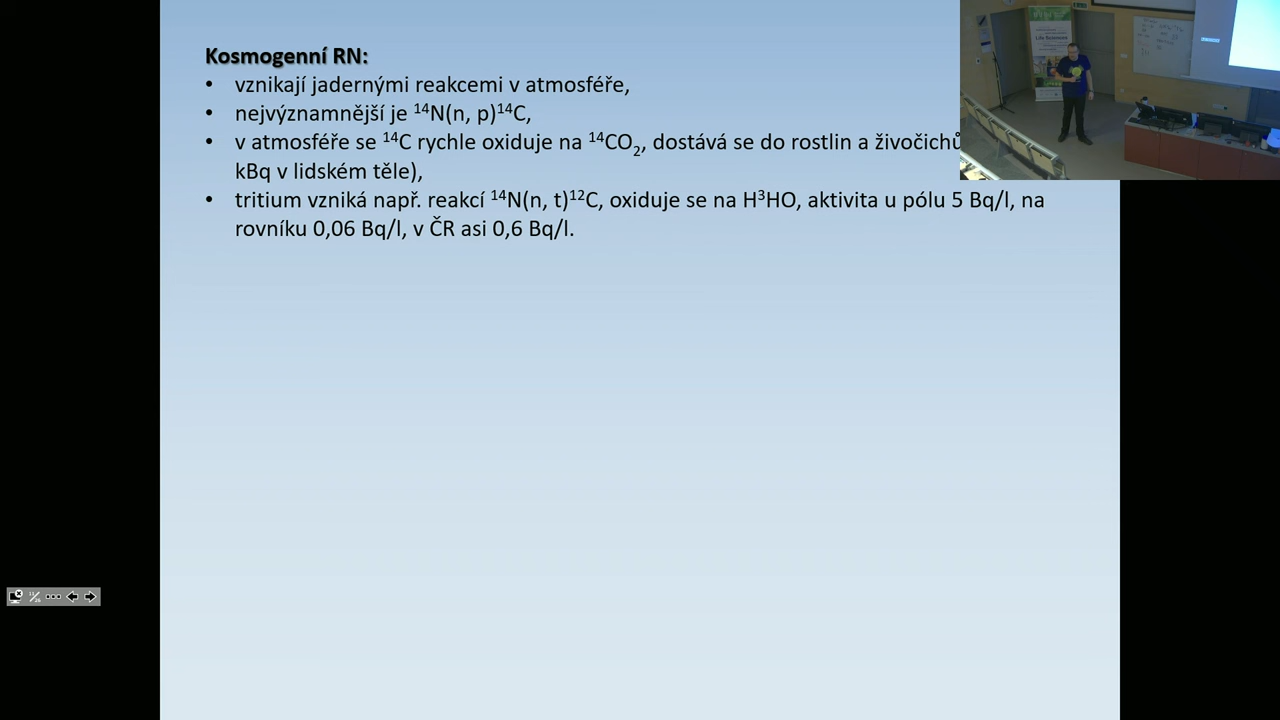 Kosmogenní RN:
• vznikají jadernými reakcemi v atmosféře,
• nejvýznamnější je ¹⁴N(n, p)¹⁴C,
• v atmosféře se ¹⁴C rychle oxiduje na ¹⁴CO₂, dostává se do rostlin a živočichů
kBq v lidském těle),
• tritium vzniká např. reakcí ¹⁴N(n, t)¹²C, oxiduje se na H³HO, aktivita u pólu 5 Bq/l, na
rovníku 0,06 Bq/l, v ČR asi 0,6 Bq/l.